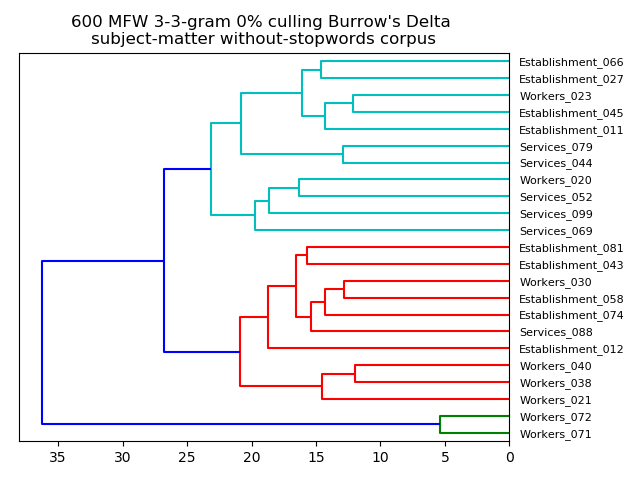 600 MFW 3-3-gram 0% culling Burrow's Delta
subject-matter without-stopwords corpus
Establishment_066
Establishment_027
Workers_023
Establishment_045
Establishment_011
Services_079
Services_044
Workers_020
Services_052
Services_099
Services_069
Establishment_081
Establishment_043
Workers_030
Establishment_058
Establishment_074
Services_088
Establishment_012
Workers_040
Workers_038
Workers_021
Workers_072
Workers_071
35 30 25 20 15 10 5 0